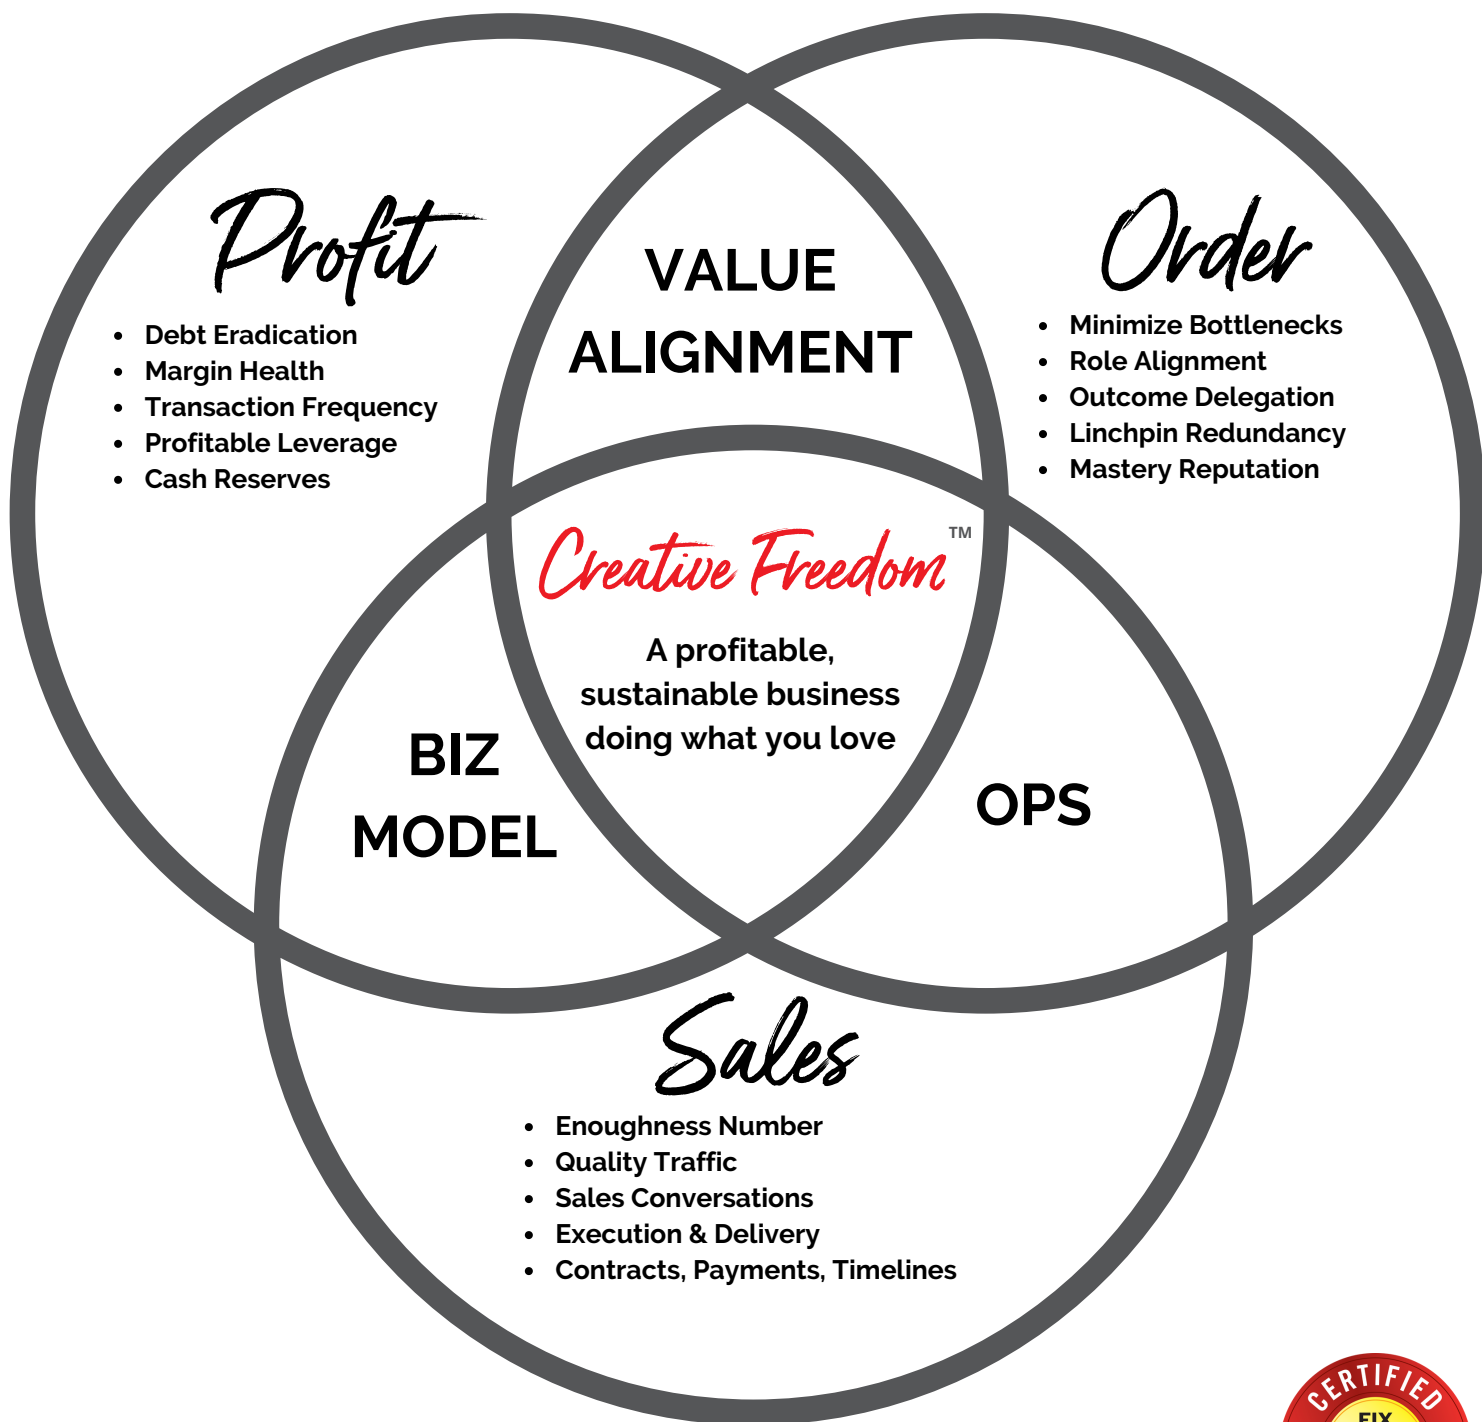 Profit
• Debt Eradication
• Margin Health
• Transaction Frequency
• Profitable Leverage
• Cash Reserves
VALUE
ALIGNMENT
Order
• Minimize Bottlenecks
• Role Alignment
• Outcome Delegation
• Linchpin Redundancy
• Mastery Reputation
Creative Freedom™
A profitable,
sustainable business
doing what you love
BIZ
MODEL
OPS
Sales
• Enoughness Number
• Quality Traffic
• Sales Conversations
• Execution & Delivery
• Contracts, Payments, Timelines
CERTIFIED
FIX